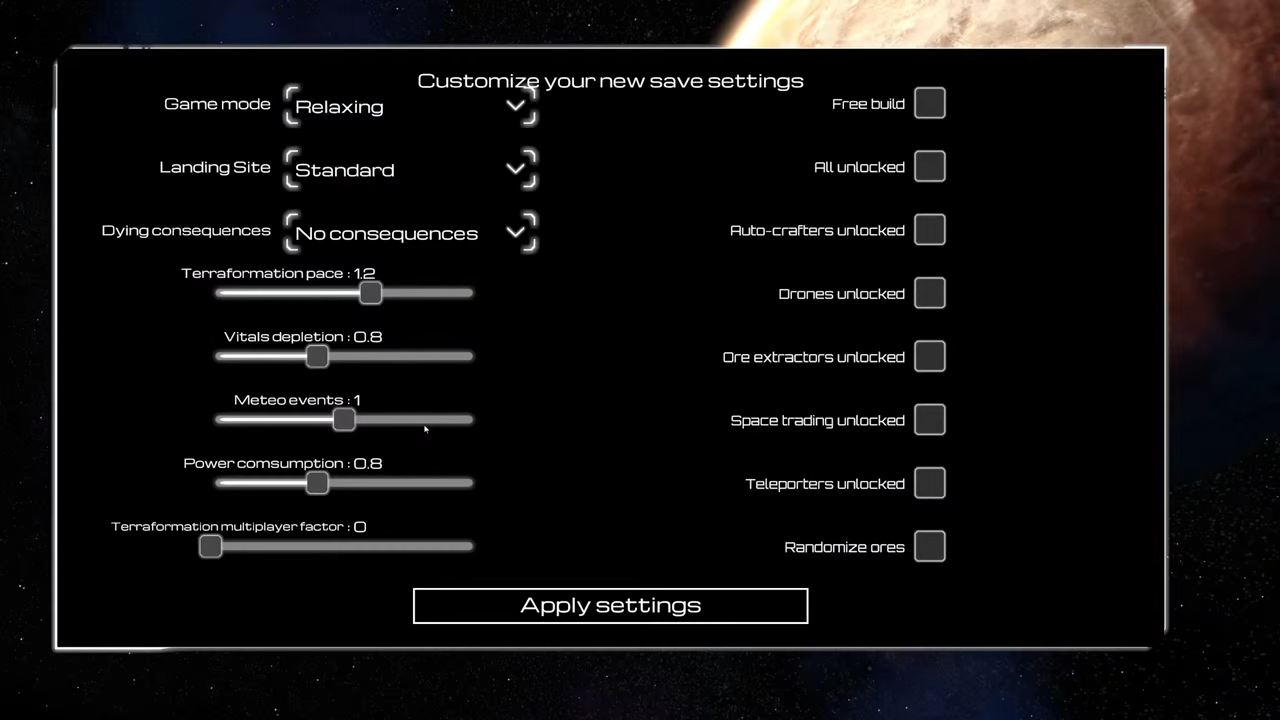 Customize your new save settings
Game mode
Relaxing
Landing Site
Standard
Dying consequences
No consequences
Terraformation pace : 1.2
Vitals depletion : 0.8
Meteo events : 1
Power comsumption : 0.8
Terraformation multiplayer factor : 0
Free build
All unlocked
Auto-crafters unlocked
Drones unlocked
Ore extractors unlocked
Space trading unlocked
Teleporters unlocked
Randomize ores
Apply settings